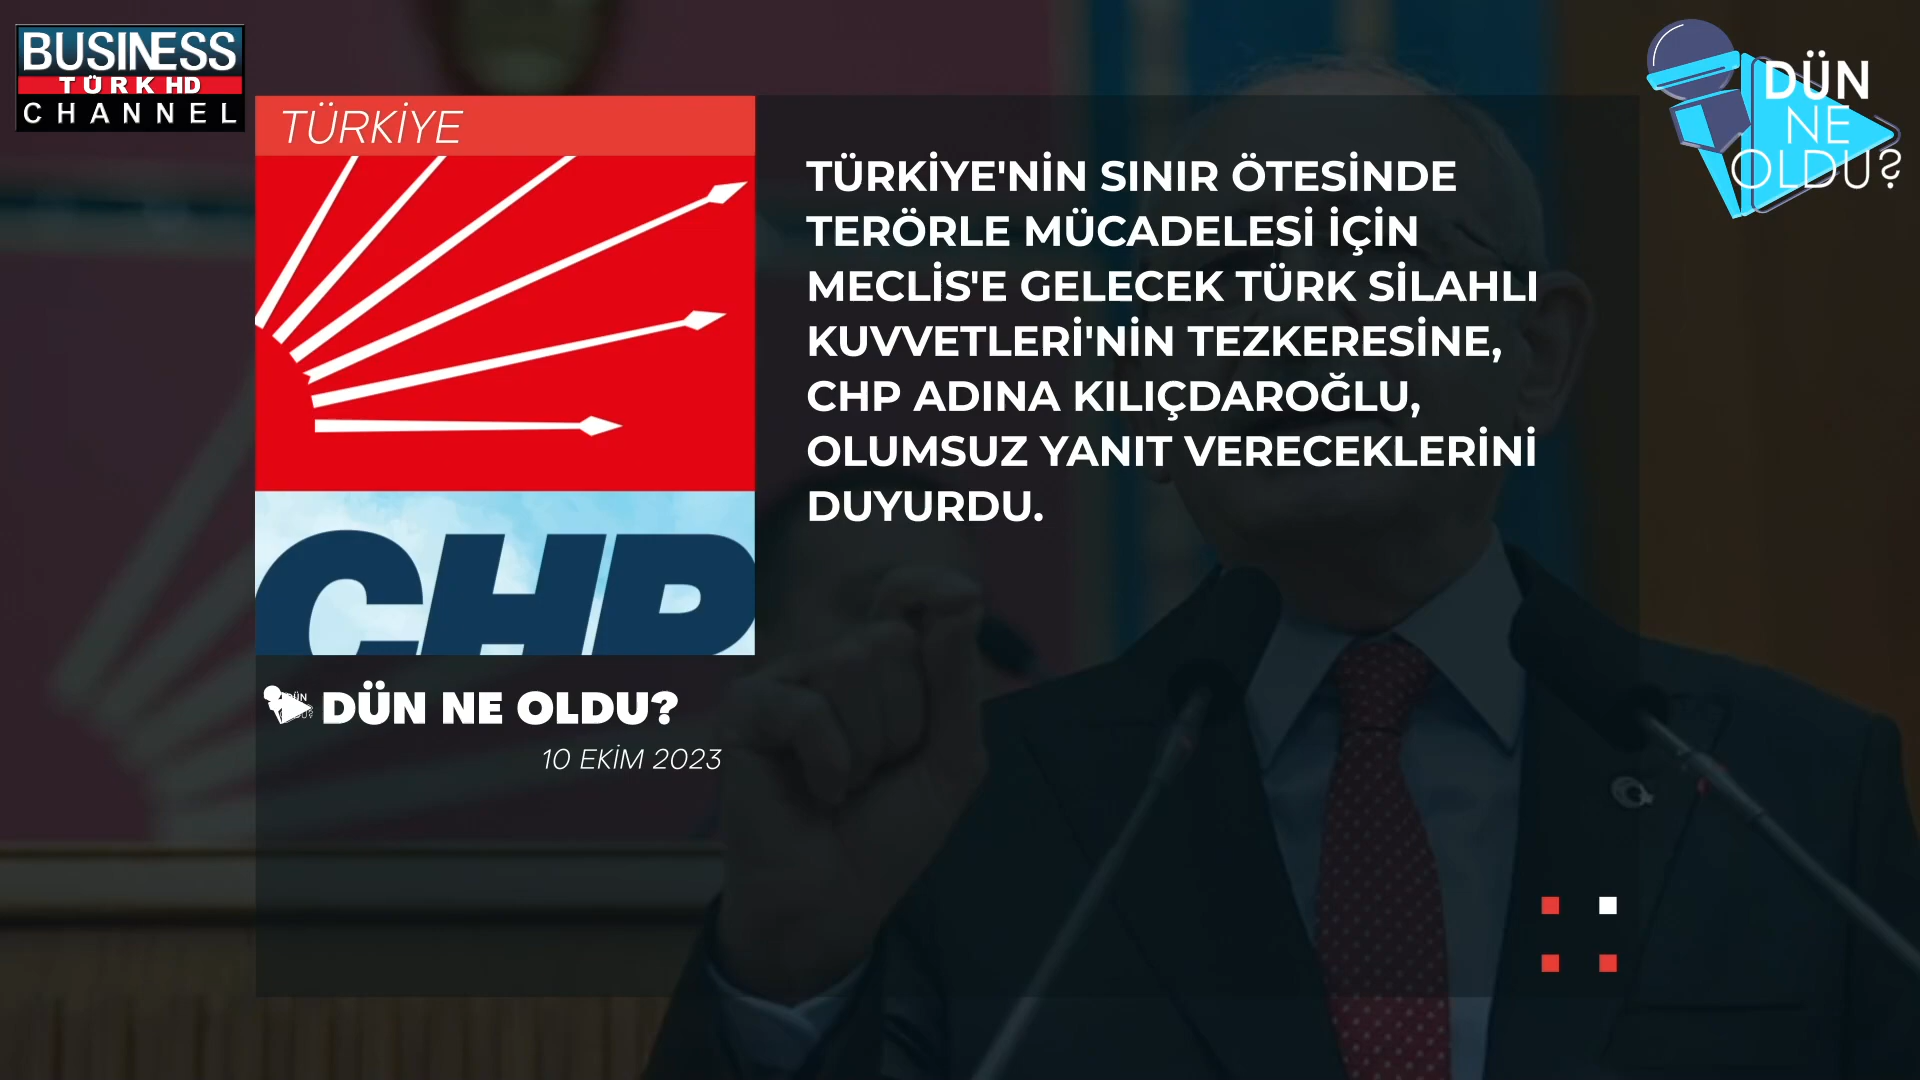 BUSINESS
TÜRK HD
CHANNEL
DÜN
NE
OLDU?
TÜRKİYE
TÜRKİYE'NİN SINIR ÖTESİNDE
TERÖRLE MÜCADELESİ İÇİN
MECLİS'E GELECEK TÜRK SİLAHLI
KUVVETLERİ'NİN TEZKERESİNE,
CHP ADINA KILIÇDAROĞLU,
OLUMSUZ YANIT VERECEKLERİNİ
DUYURDU.
CHP
DÜN NE OLDU?
10 EKİM 2023